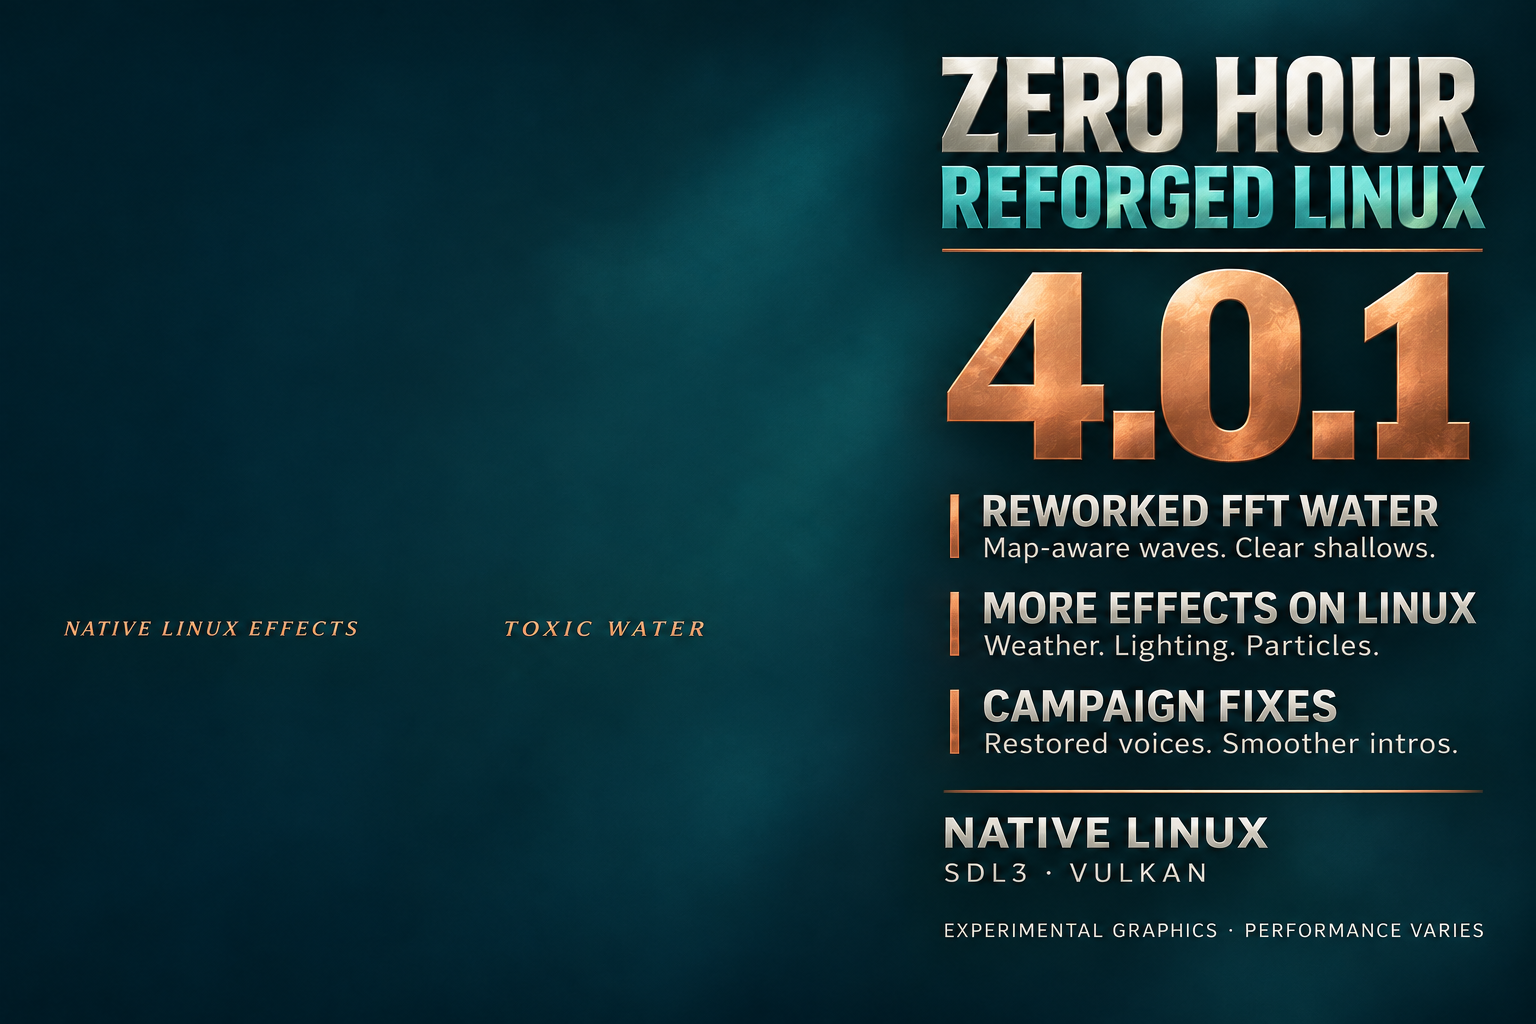 ZERO HOUR
REFORGED LINUX
4.0.1
REWORKED FFT WATER
Map-aware waves. Clear shallows.
MORE EFFECTS ON LINUX
Weather. Lighting. Particles.
CAMPAIGN FIXES
Restored voices. Smoother intros.
NATIVE LINUX
SDL3 · VULKAN
EXPERIMENTAL GRAPHICS · PERFORMANCE VARIES
NATIVE LINUX EFFECTS
TOXIC WATER